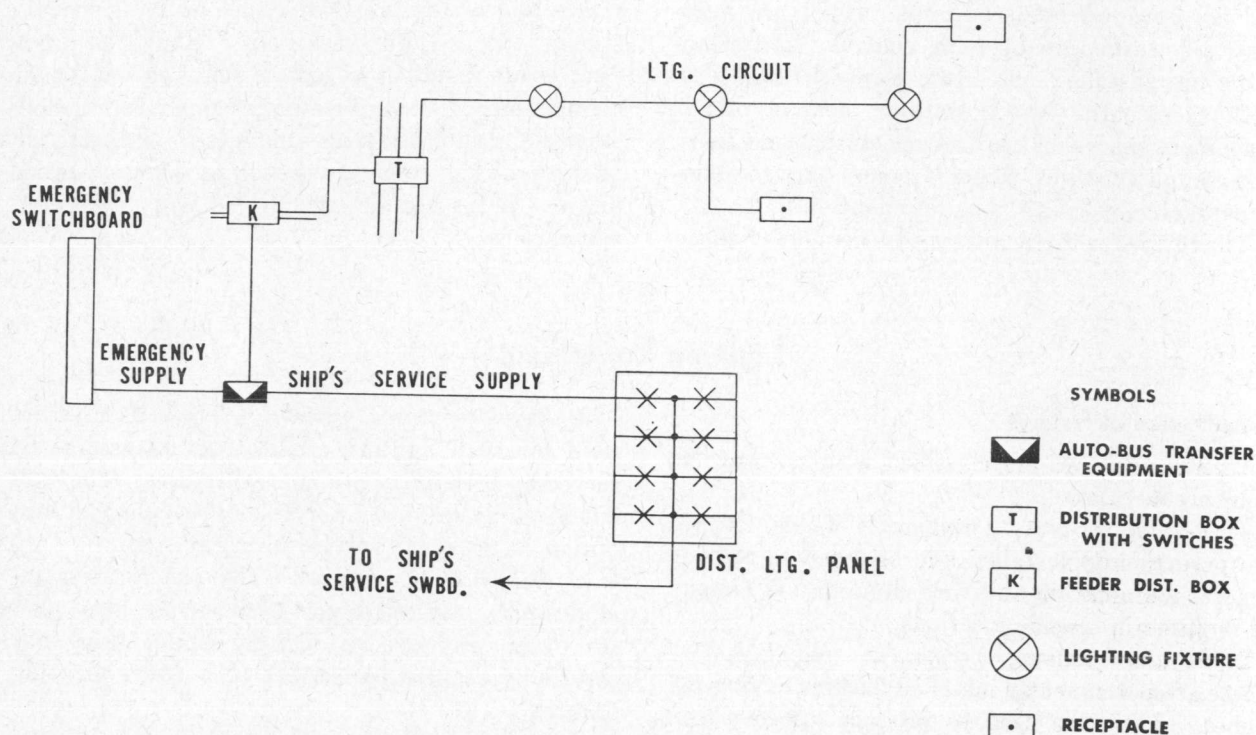 LTG. CIRCUIT
T
EMERGENCY
SWITCHBOARD
K
EMERGENCY
SUPPLY
SHIP'S SERVICE SUPPLY
TO SHIP'S
SERVICE SWBD.
DIST. LTG. PANEL
SYMBOLS
AUTO-BUS TRANSFER
EQUIPMENT
T
DISTRIBUTION BOX
WITH SWITCHES
K
FEEDER DIST. BOX
LIGHTING FIXTURE
RECEPTACLE